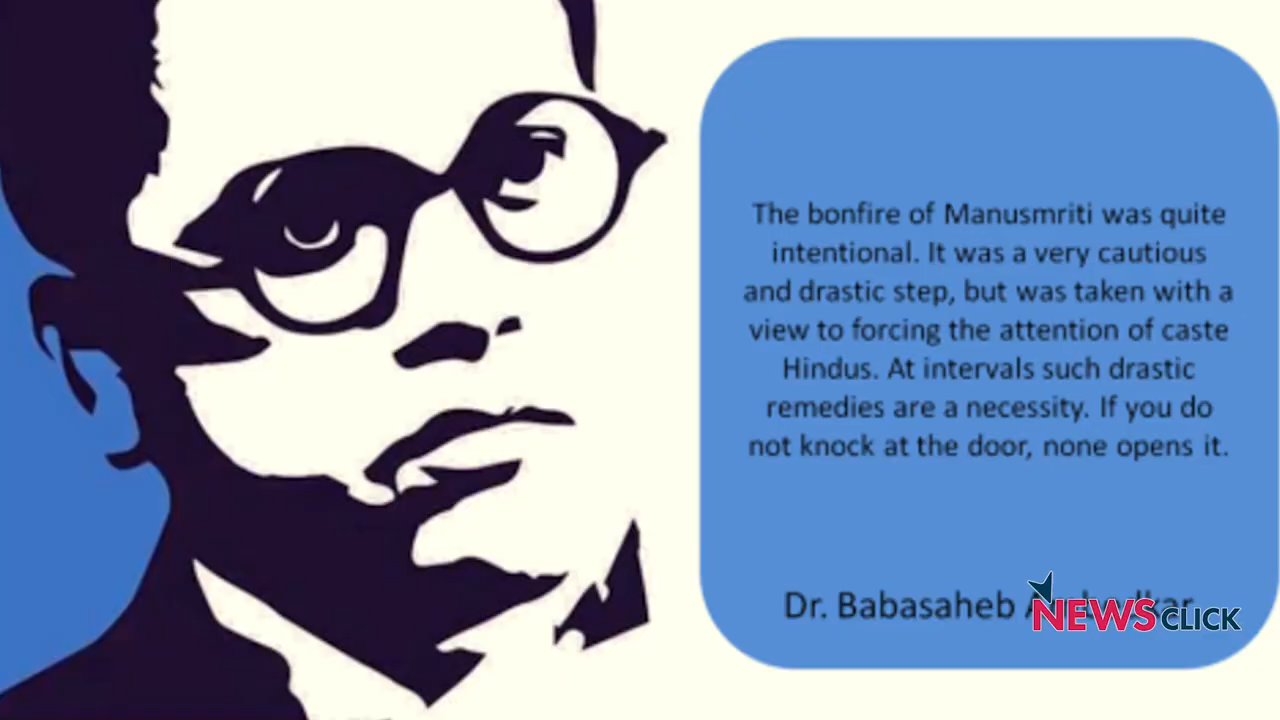 The bonfire of Manusmriti was quite
intentional. It was a very cautious
and drastic step, but was taken with a
view to forcing the attention of caste
Hindus. At intervals such drastic
remedies are a necessity. If you do
not knock at the door, none opens it.
Dr. Babasaheb
NEWSCLICK